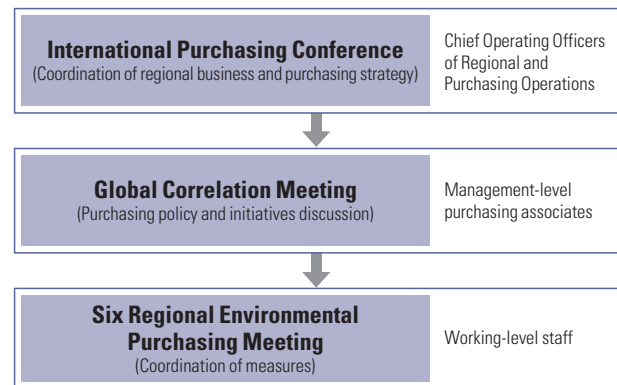 International Purchasing Conference
(Coordination of regional business and purchasing strategy)
Chief Operating Officers
of Regional and
Purchasing Operations
Global Correlation Meeting
(Purchasing policy and initiatives discussion)
Management-level
purchasing associates
Six Regional Environmental
Purchasing Meeting
(Coordination of measures)
Working-level staff